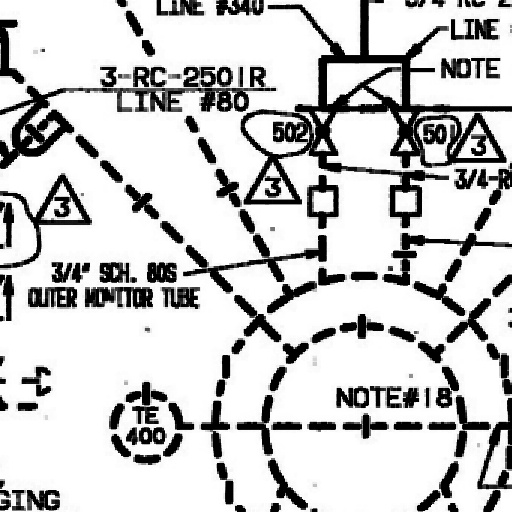 LINE #340
3/4 RC 2
LINE
NOTE
3-RC-2501R
LINE #80
502
501
3
3
3
3/4-R
3/4" SCH. 80S
OUTER MONITOR TUBE
NOTE#18
TE
400
GING